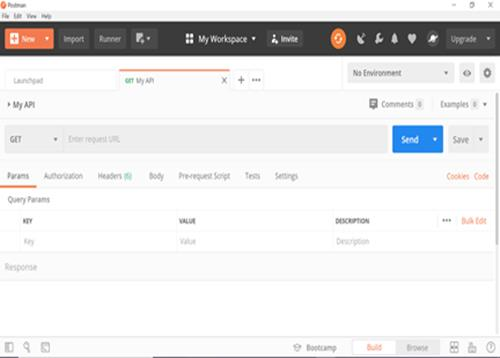 Postman
File Edit View Help
New Import Runner My Workspace Invite Upgrade
Launchpad GET My API X + ••• No Environment
My API Comments 0 Examples 0
GET Enter request URL Send Save
Params Authorization Headers (6) Body Pre-request Script Tests Settings Cookies Code
Query Params
KEY VALUE DESCRIPTION ••• Bulk Edit
Key Value Description
Response
Bootcamp Build Browse